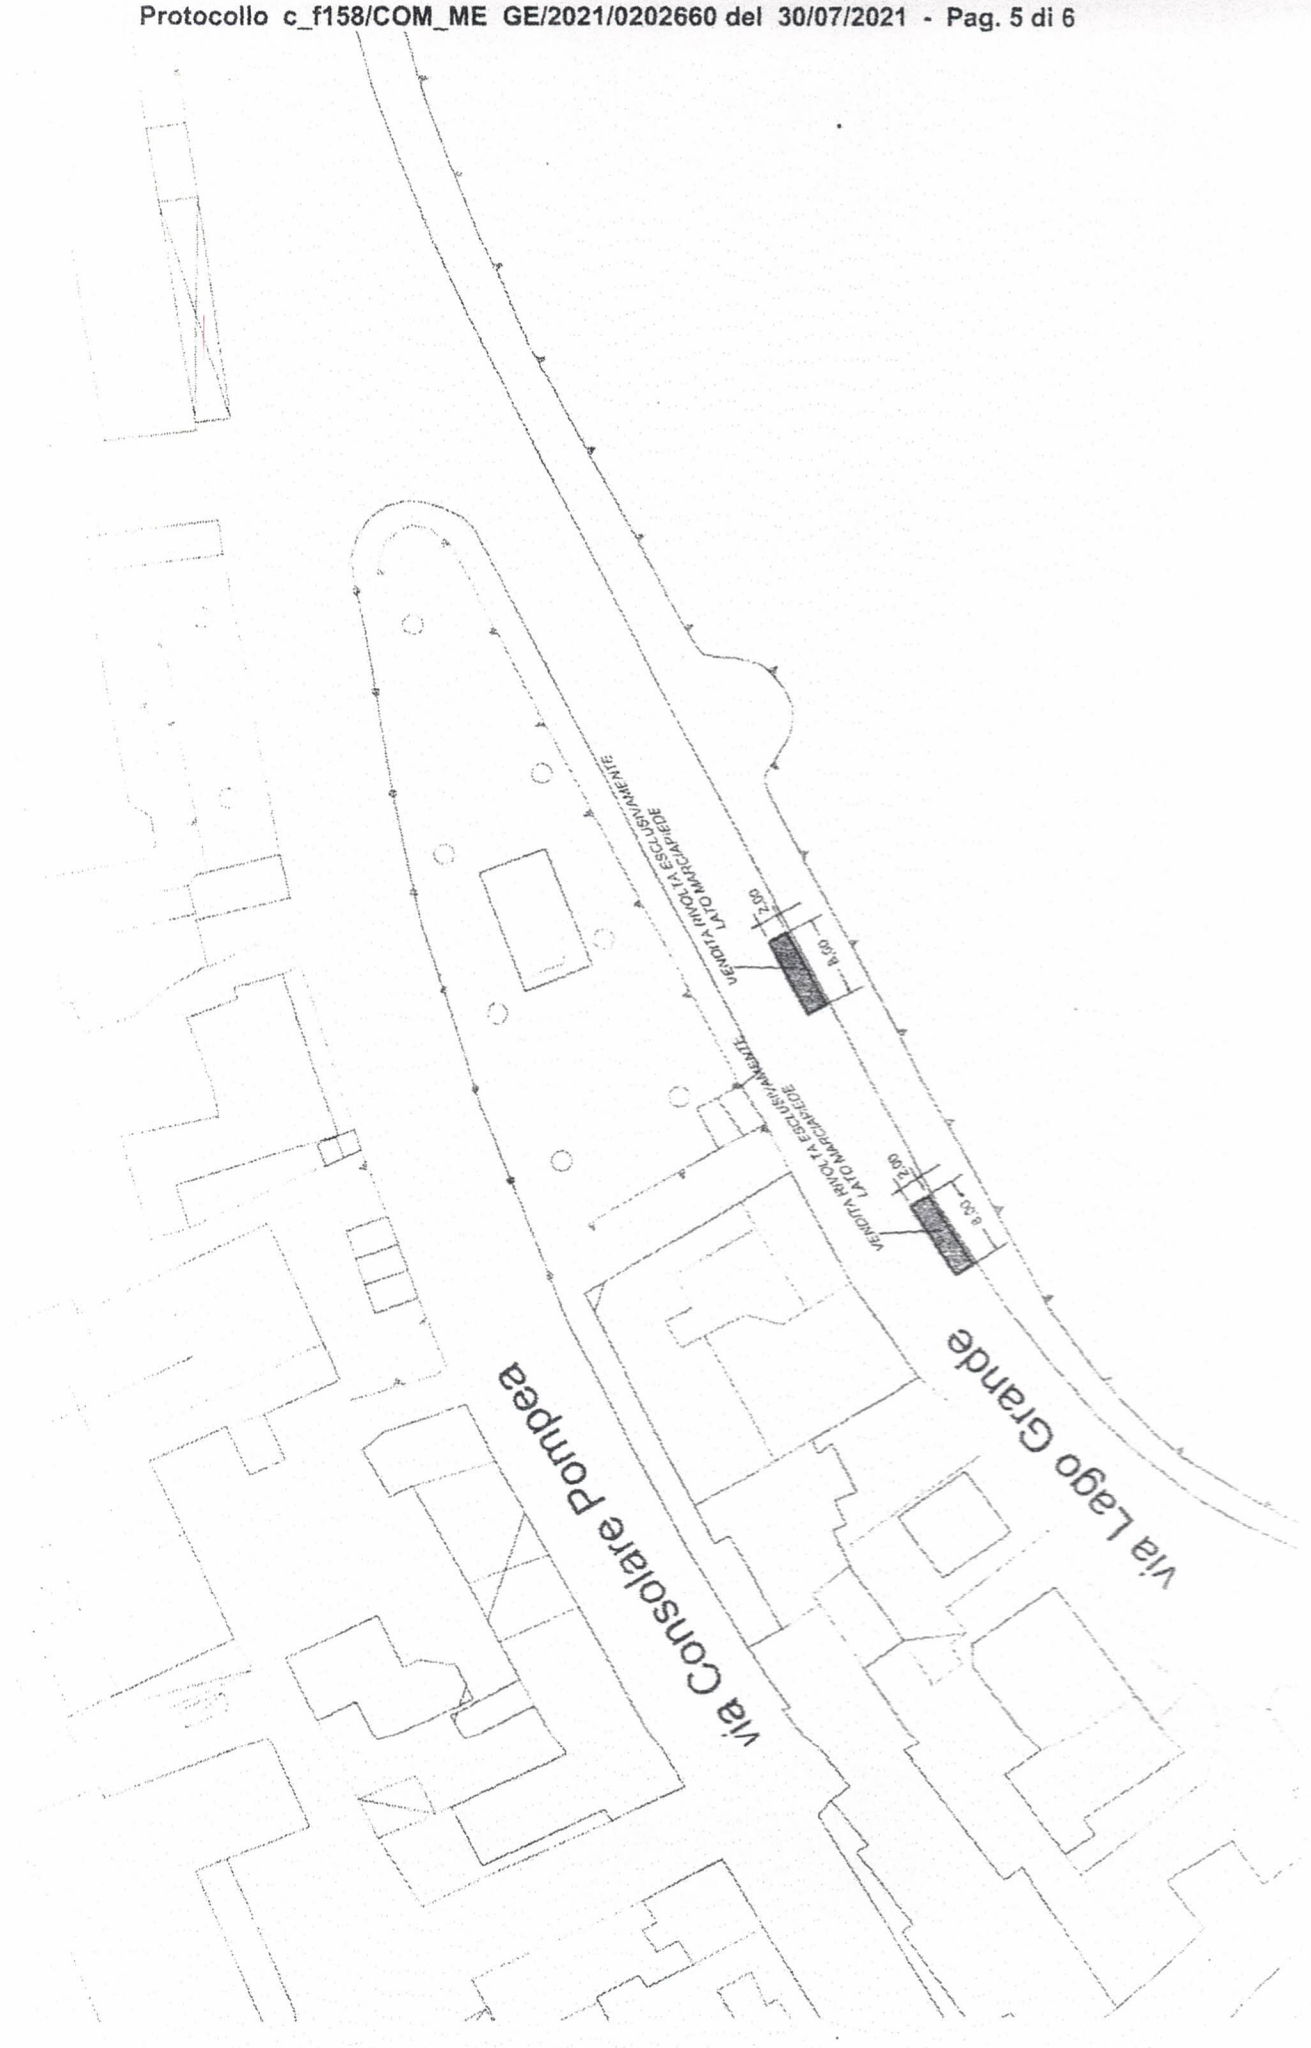 Protocollo c_f158/COM_ME GE/2021/0202660 del 30/07/2021 - Pag. 5 di 6
VENDITA RIVOLTA ESCLUSIVAMENTE
LATO MARCIAPIEDE
2.00
8.00
VENDITA RIVOLTA ESCLUSIVAMENTE
LATO MARCIAPIEDE
2.00
8.00
via Lago Grande
via Consolare Pompea